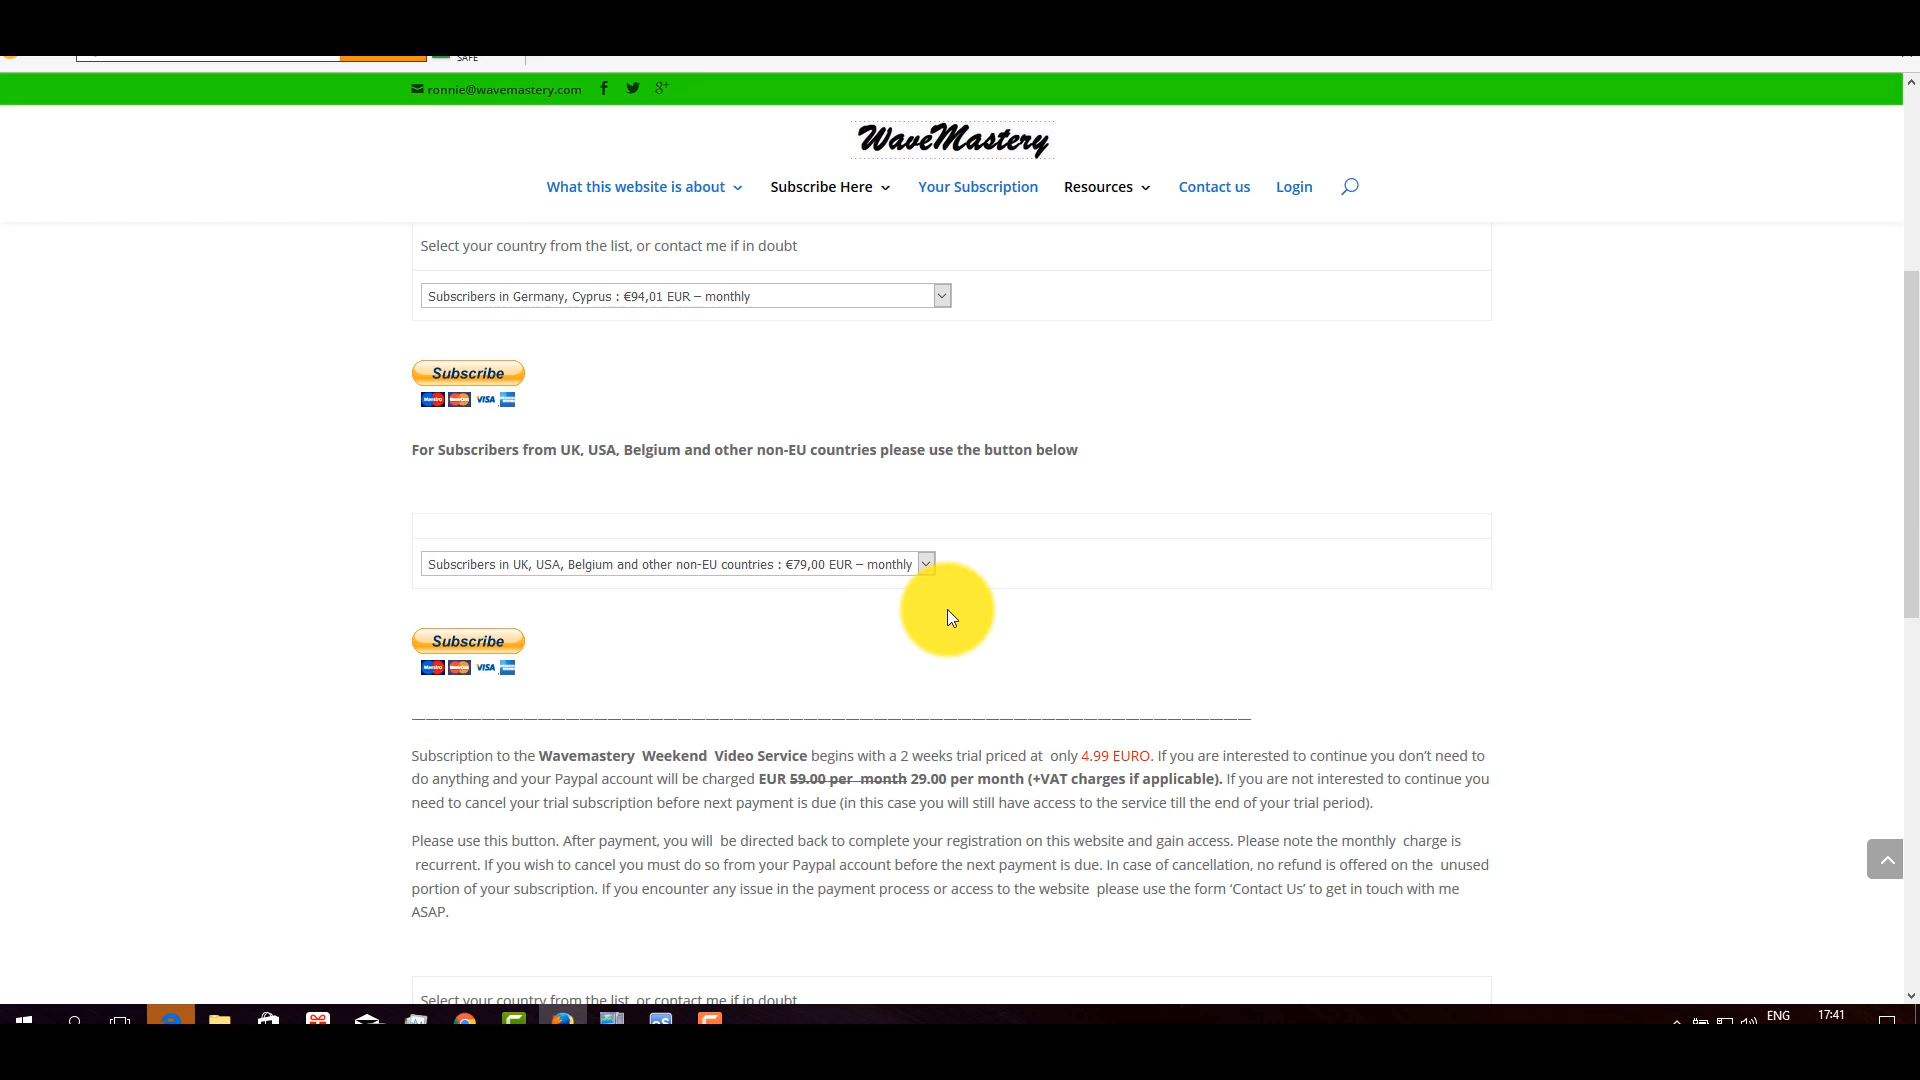 SAFE
ronnie@wavemastery.com
WaveMastery
What this website is about Subscribe Here Your Subscription Resources Contact us Login
Select your country from the list, or contact me if in doubt
Subscribers in Germany, Cyprus : €94,01 EUR – monthly
Subscribe
Maestro MasterCard VISA
For Subscribers from UK, USA, Belgium and other non-EU countries please use the button below
Subscribers in UK, USA, Belgium and other non-EU countries : €79,00 EUR – monthly
Subscribe
Maestro MasterCard VISA
Subscription to the Wavemastery Weekend Video Service begins with a 2 weeks trial priced at only 4.99 EURO. If you are interested to continue you don’t need to
do anything and your Paypal account will be charged EUR 59.00 per month 29.00 per month (+VAT charges if applicable). If you are not interested to continue you
need to cancel your trial subscription before next payment is due (in this case you will still have access to the service till the end of your trial period).
Please use this button. After payment, you will be directed back to complete your registration on this website and gain access. Please note the monthly charge is
recurrent. If you wish to cancel you must do so from your Paypal account before the next payment is due. In case of cancellation, no refund is offered on the unused
portion of your subscription. If you encounter any issue in the payment process or access to the website please use the form ‘Contact Us’ to get in touch with me
ASAP.
Select your country from the list, or contact me if in doubt
ENG 17:41